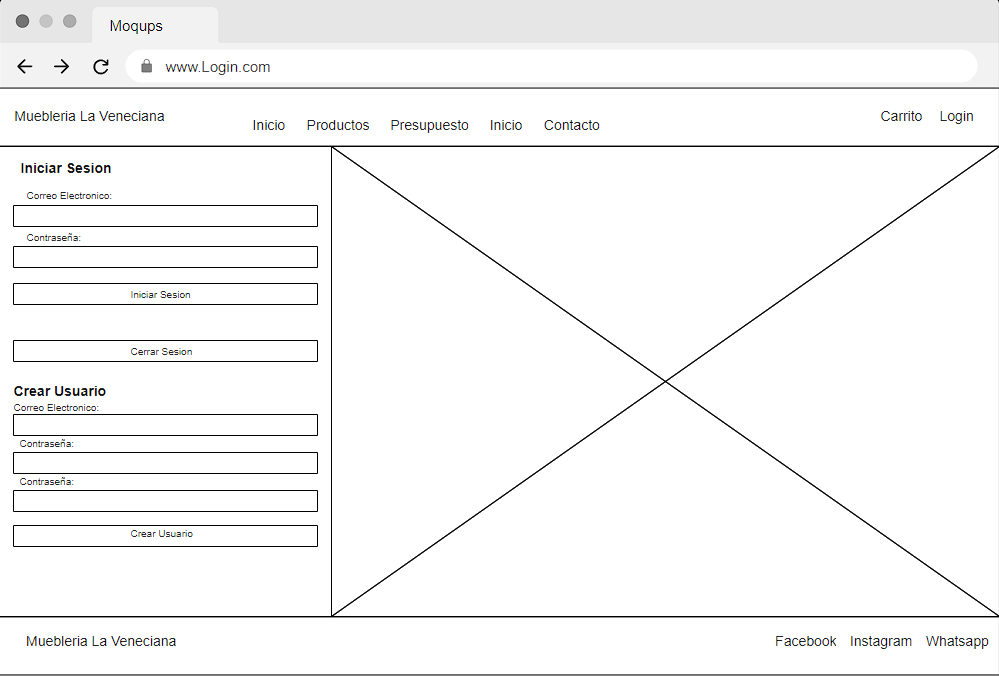 Moqups
www.Login.com
Muebleria La Veneciana
Inicio Productos Presupuesto Inicio Contacto
Carrito Login
Iniciar Sesion
Correo Electronico:
Contraseña:
Iniciar Sesion
Cerrar Sesion
Crear Usuario
Correo Electronico:
Contraseña:
Contraseña:
Crear Usuario
Muebleria La Veneciana
Facebook Instagram Whatsapp